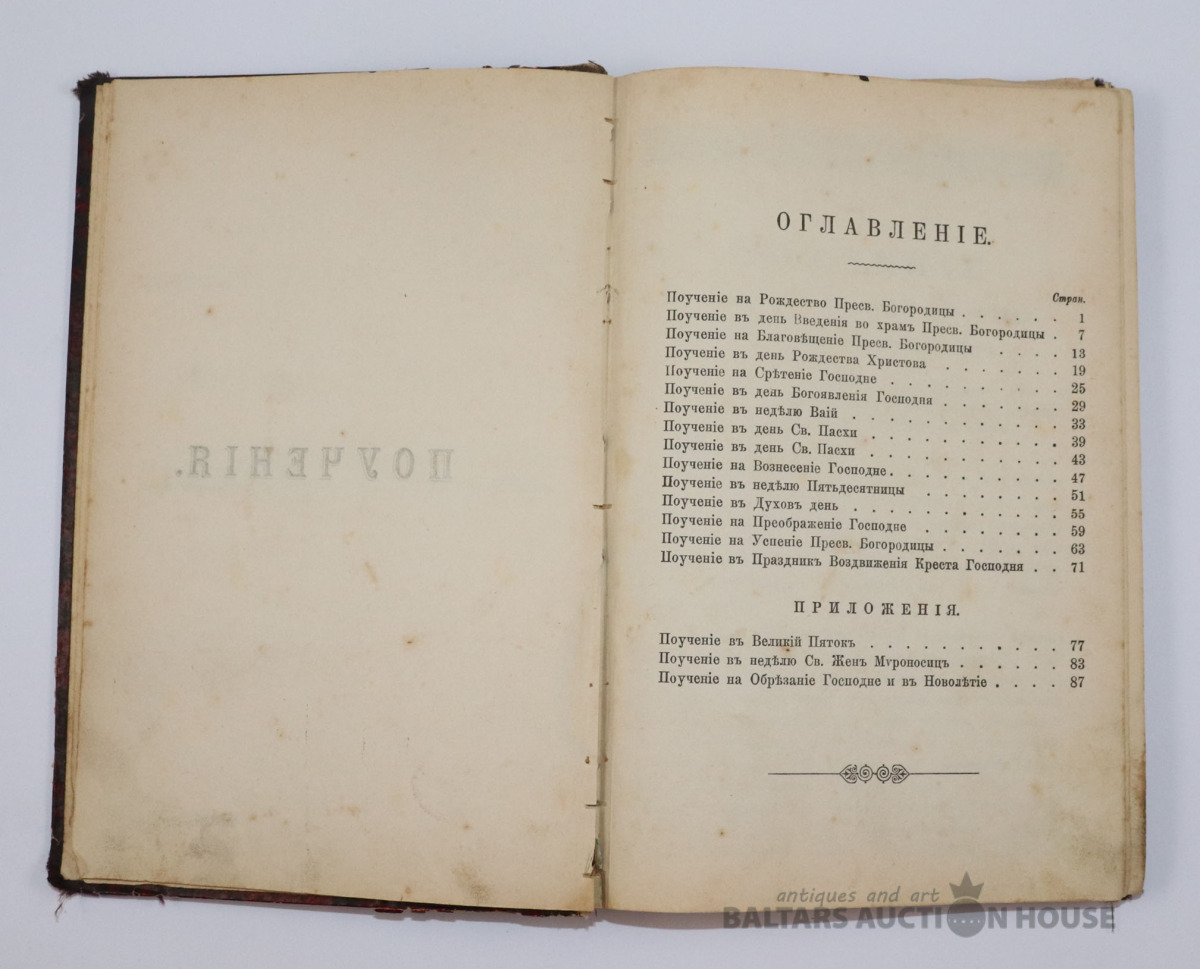 ПОУЧЕНІЯ.
ОГЛАВЛЕНІЕ.
Стран.
Поученіе на Рождество Пресв. Богородицы . . . . . . 1
Поученіе въ день Введенія во храмъ Пресв. Богородицы . 7
Поученіе на Благовѣщеніе Пресв. Богородицы . . . . 13
Поученіе въ день Рождества Христова . . . . . . . 19
Поученіе на Срѣтеніе Господне . . . . . . . . . 25
Поученіе въ день Богоявленія Господня . . . . . . . 29
Поученіе въ недѣлю Ваій . . . . . . . . . . . 33
Поученіе въ день Св. Пасхи . . . . . . . . . . 39
Поученіе въ день Св. Пасхи . . . . . . . . . . 43
Поученіе на Вознесеніе Господне . . . . . . . . . 47
Поученіе въ недѣлю Пятьдесятницы . . . . . . . 51
Поученіе въ Духовъ день . . . . . . . . . . . 55
Поученіе на Преображеніе Господне . . . . . . . 59
Поученіе на Успеніе Пресв. Богородицы . . . . . . . 63
Поученіе въ Праздникъ Воздвиженія Креста Господня . . 71
ПРИЛОЖЕНІЯ.
Поученіе въ Великій Пятокъ . . . . . . . . . . 77
Поученіе въ недѣлю Св. Женъ Мѵроносицъ . . . . . . 83
Поученіе на Обрѣзаніе Господне и въ Новолѣтіе . . . . 87
antiques and art
BALTARS AUCTION HOUSE